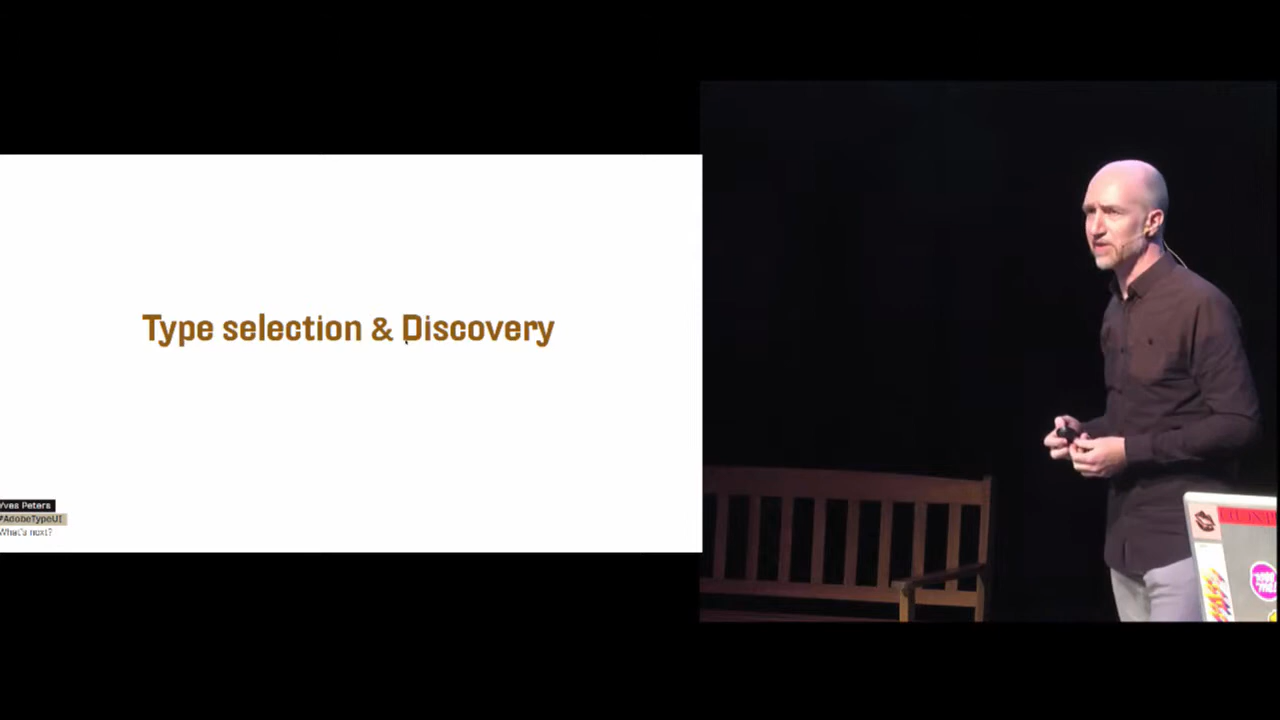 Type selection & Discovery
Yves Peters
#AdobeTypeUI
What's next?